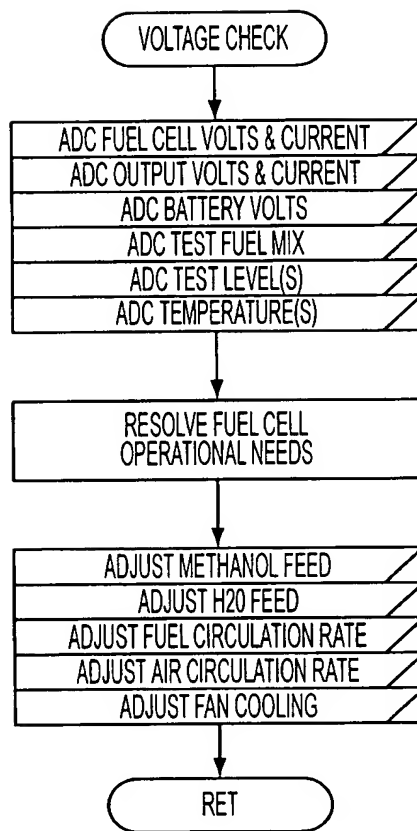 VOLTAGE CHECK
ADC FUEL CELL VOLTS & CURRENT
ADC OUTPUT VOLTS & CURRENT
ADC BATTERY VOLTS
ADC TEST FUEL MIX
ADC TEST LEVEL(S)
ADC TEMPERATURE(S)
RESOLVE FUEL CELL
OPERATIONAL NEEDS
ADJUST METHANOL FEED
ADJUST H20 FEED
ADJUST FUEL CIRCULATION RATE
ADJUST AIR CIRCULATION RATE
ADJUST FAN COOLING
RET